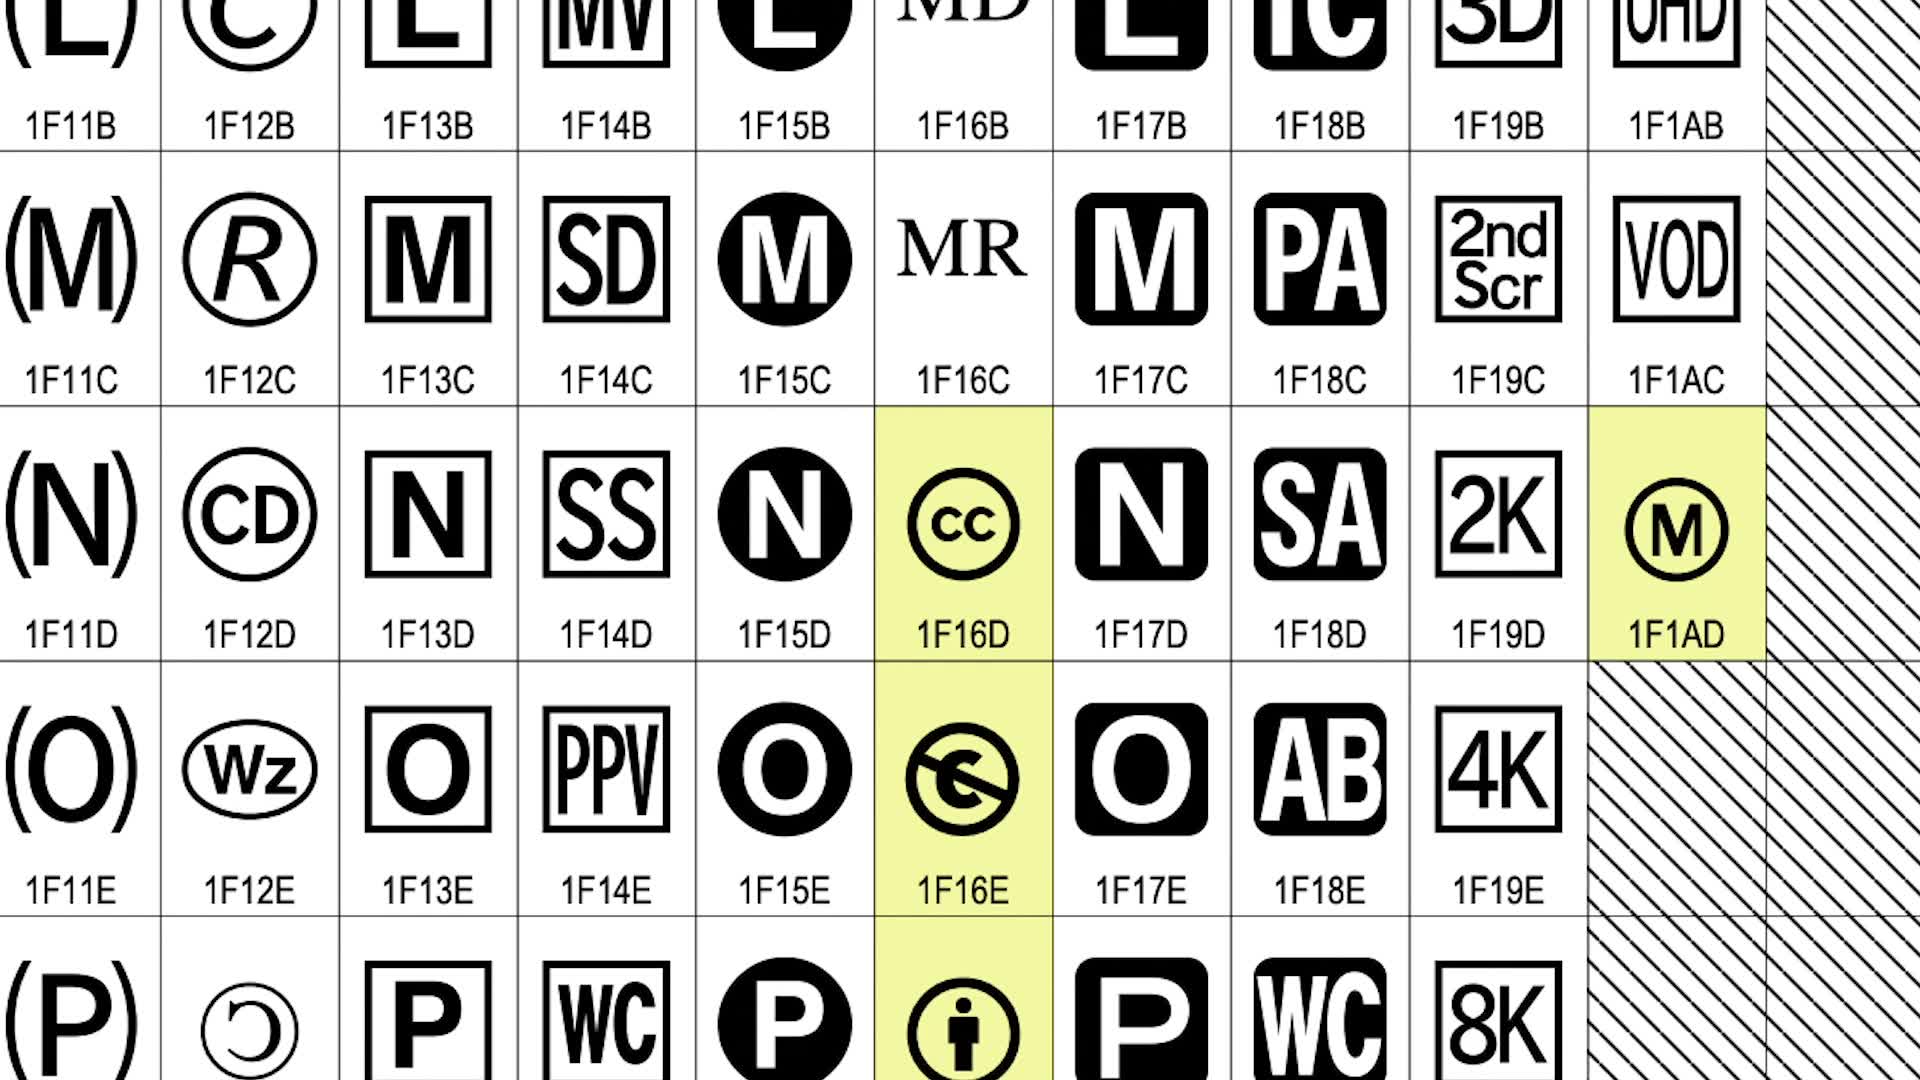 (L) C L MV L MD L IC 3D UHD
1F11B 1F12B 1F13B 1F14B 1F15B 1F16B 1F17B 1F18B 1F19B 1F1AB
(M) R M SD M MR M PA 2nd Scr VOD
1F11C 1F12C 1F13C 1F14C 1F15C 1F16C 1F17C 1F18C 1F19C 1F1AC
(N) CD N SS N cc N SA 2K M
1F11D 1F12D 1F13D 1F14D 1F15D 1F16D 1F17D 1F18D 1F19D 1F1AD
(O) Wz O PPV O C O AB 4K
1F11E 1F12E 1F13E 1F14E 1F15E 1F16E 1F17E 1F18E 1F19E
(P) Ɔ P WC P P WC 8K